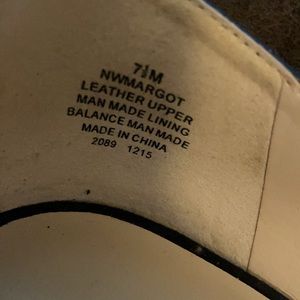 7½M
NWMARGOT
LEATHER UPPER
MAN MADE LINING
BALANCE MAN MADE
MADE IN CHINA
2089 1215